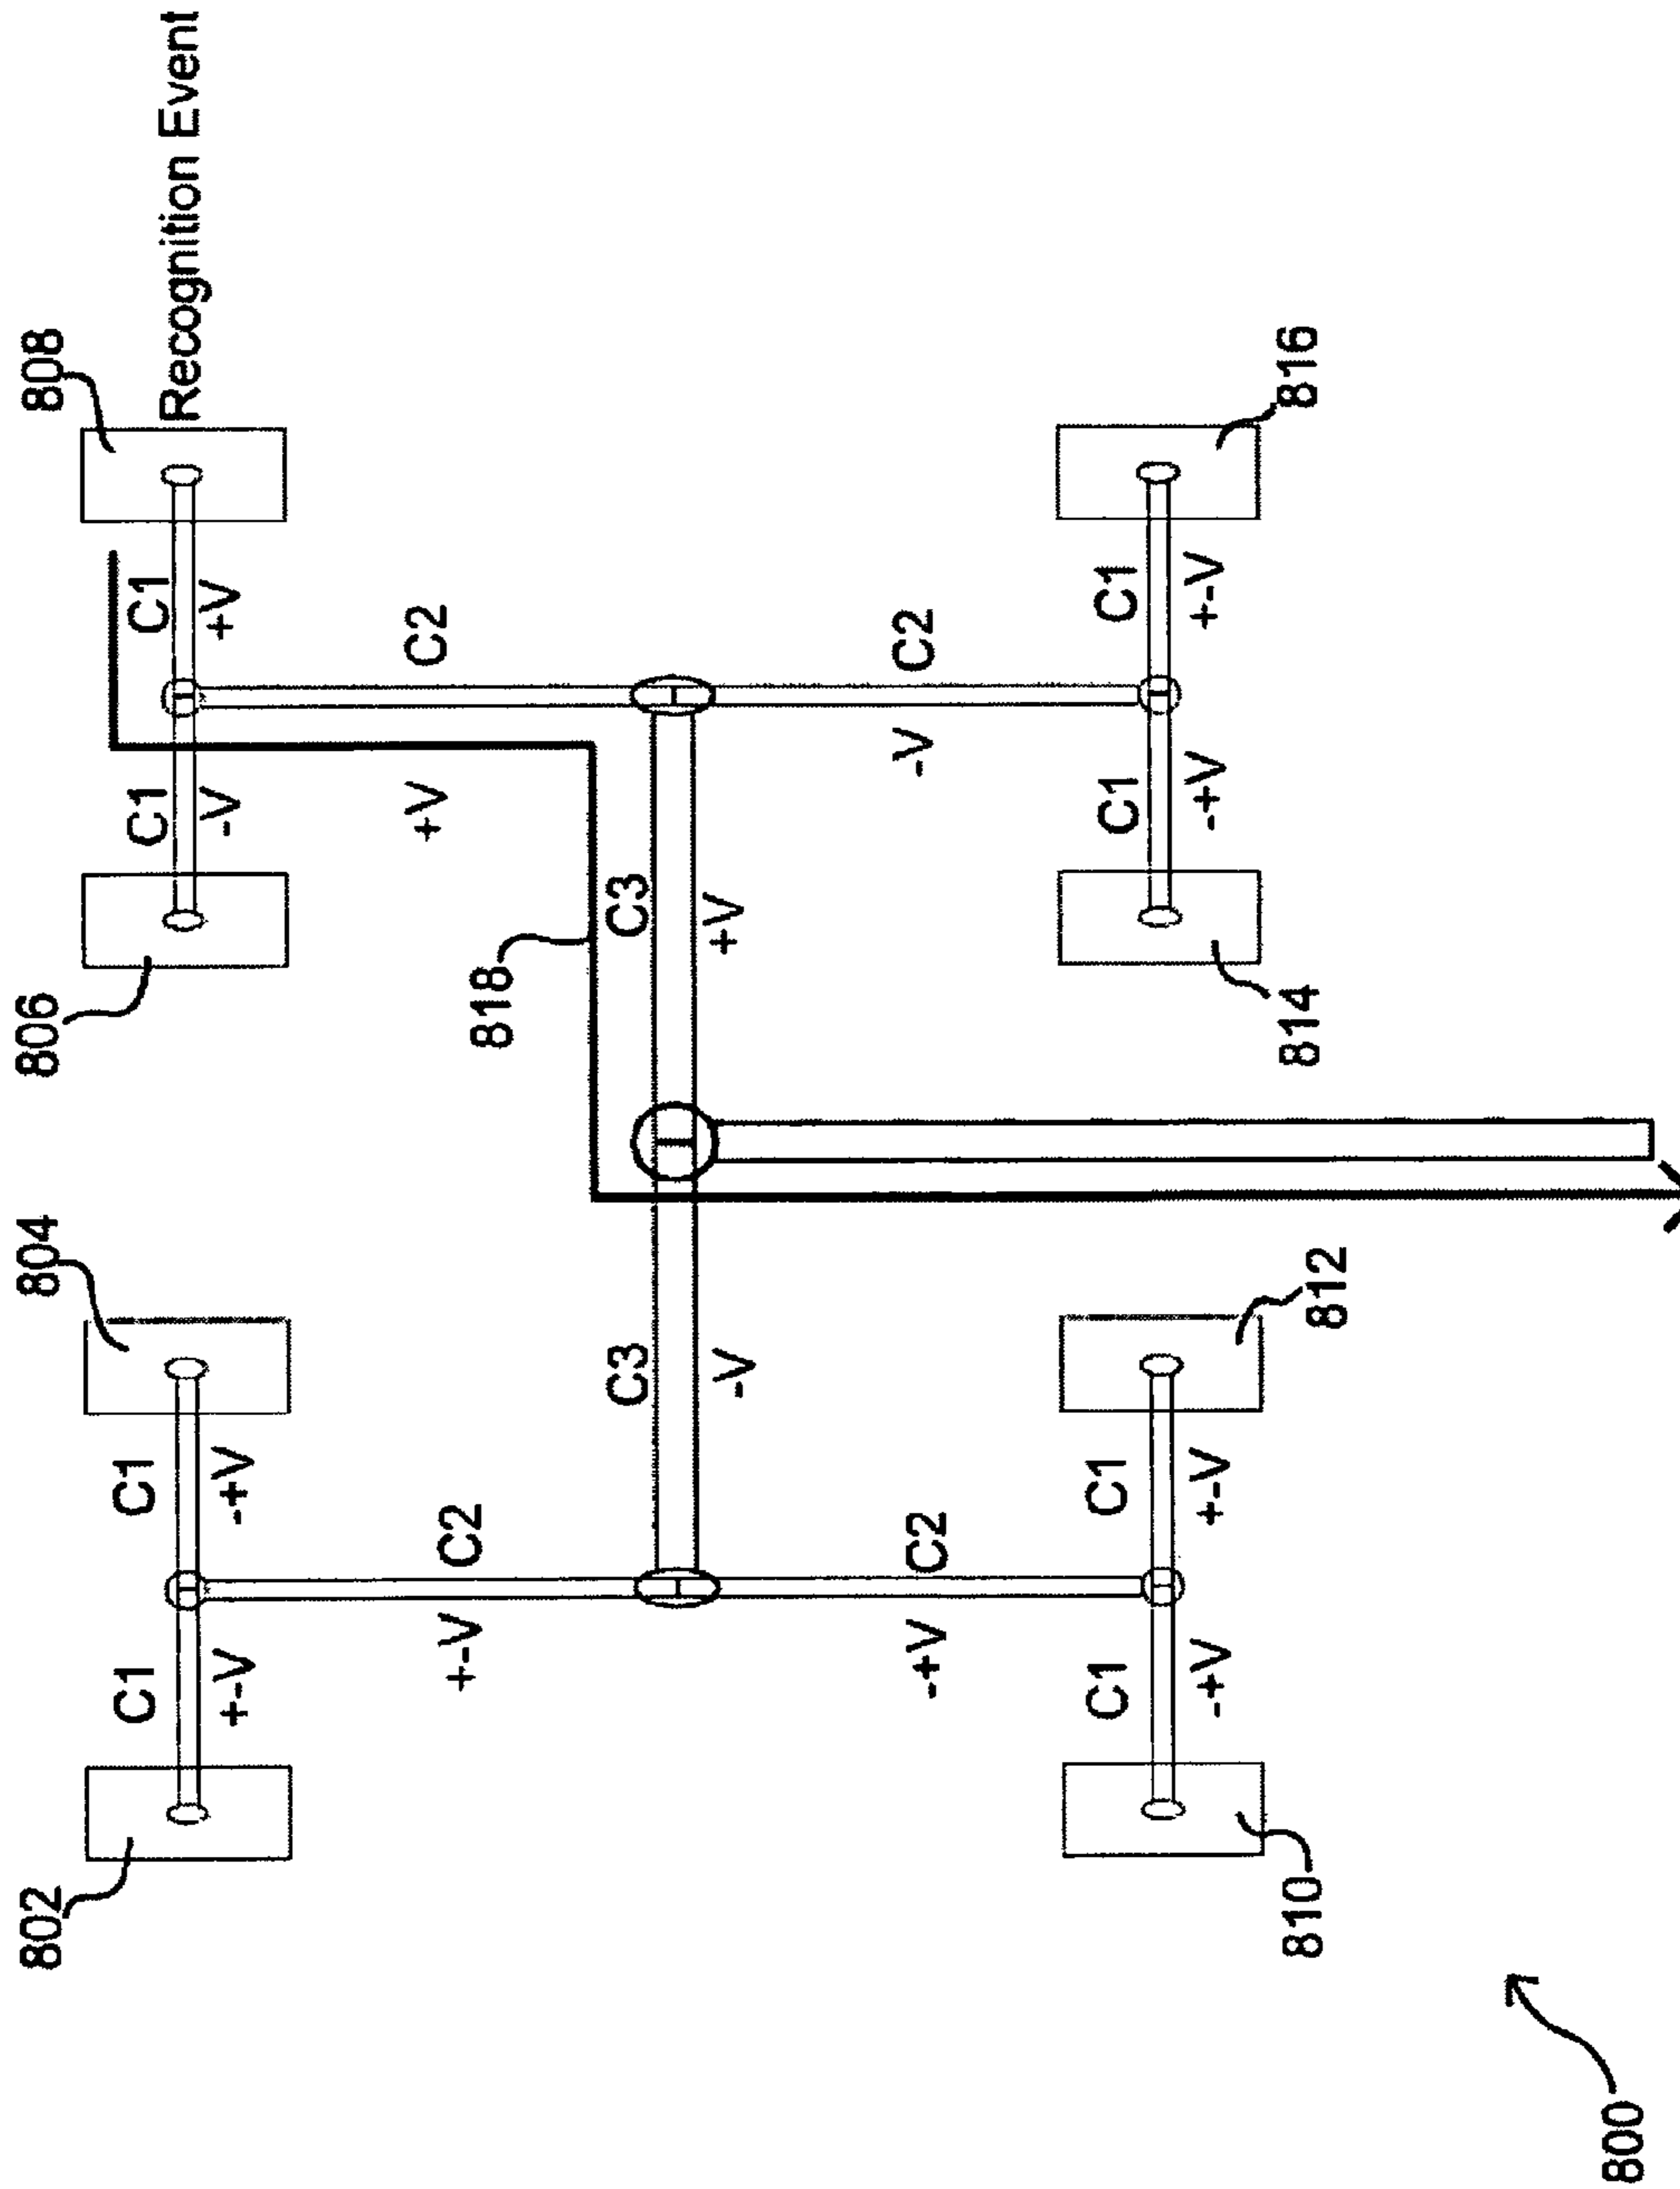 802
804
806
808
C1
C1
C1
C1
Recognition Event
+-V
-+V
-V
+V
+-V
C2
+V
C2
818
C3
C3
-V
+V
-+V
C2
-V
C2
C1
C1
C1
C1
-+V
+-V
-+V
+-V
810
812
814
816
800